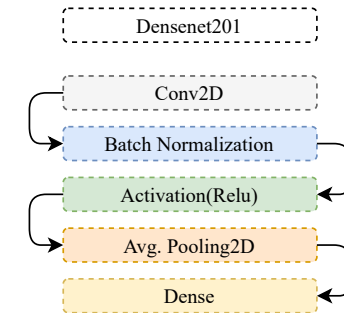 Densenet201
Conv2D
Batch Normalization
Activation(Relu)
Avg. Pooling2D
Dense